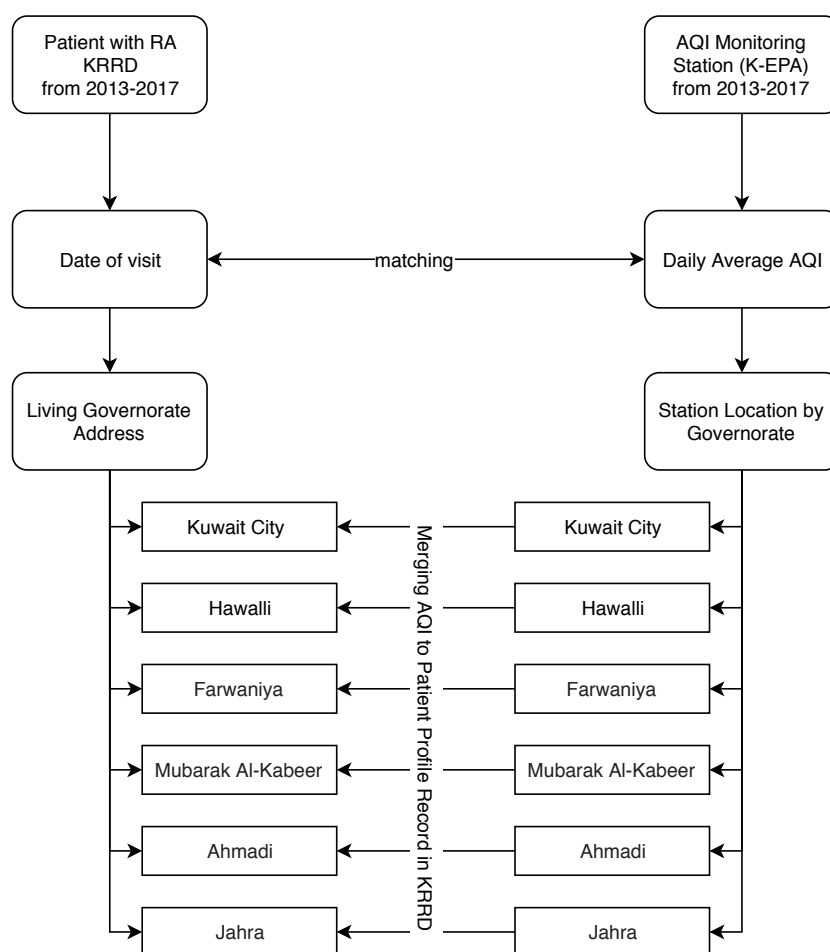 Patient with RA
KRRD
from 2013-2017
AQI Monitoring
Station (K-EPA)
from 2013-2017
Date of visit
matching
Daily Average AQI
Living Governorate
Address
Station Location by
Governorate
Kuwait City
Kuwait City
Hawalli
Hawalli
Farwaniya
Farwaniya
Mubarak Al-Kabeer
Mubarak Al-Kabeer
Ahmadi
Ahmadi
Jahra
Jahra
Merging AQI to Patient Profile Record in KRRD